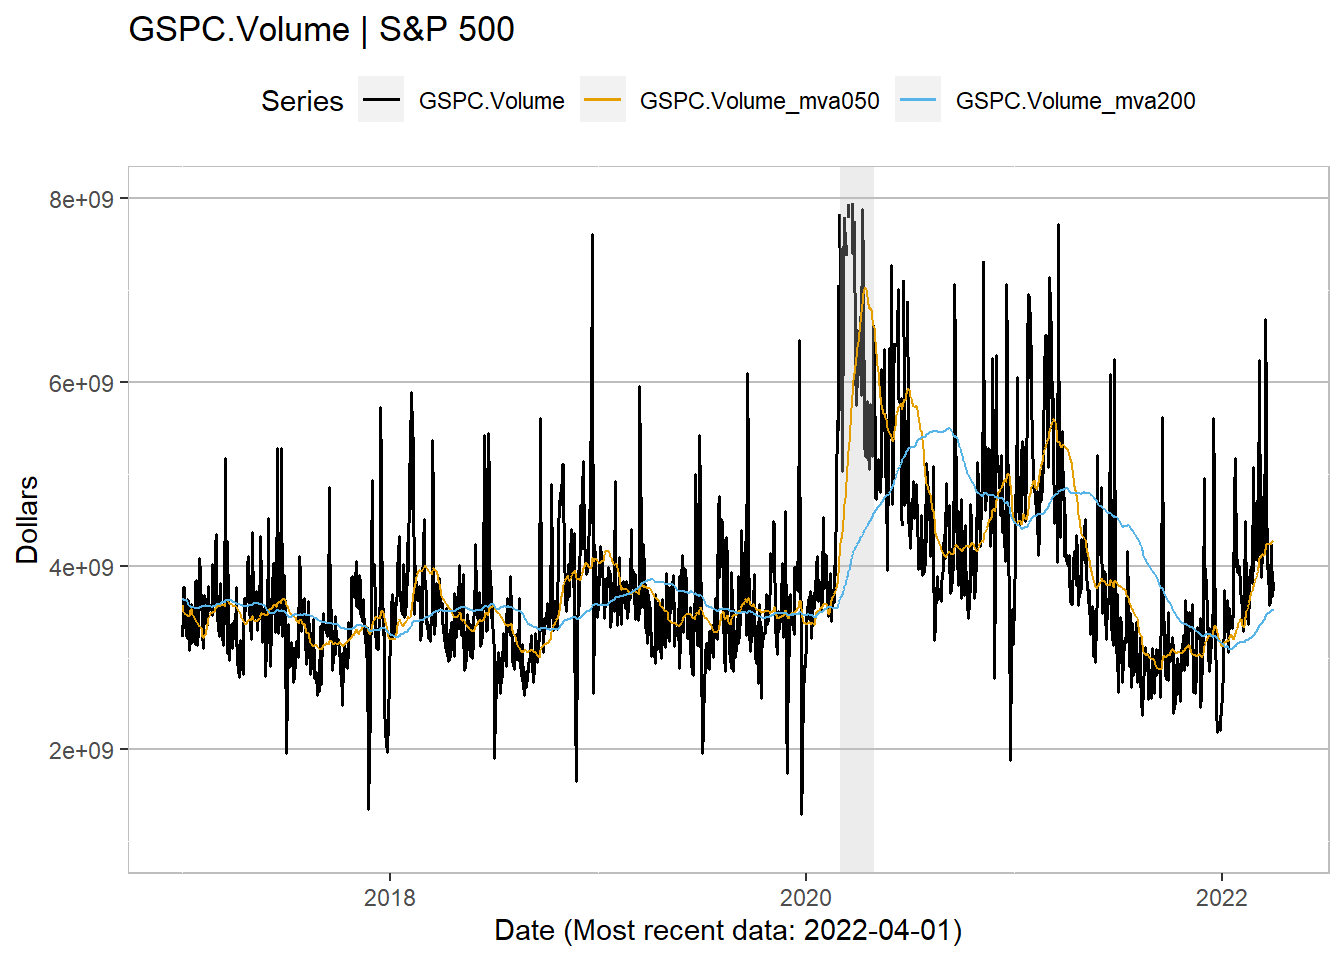 GSPC.Volume | S&P 500
Series GSPC.Volume GSPC.Volume_mva050 GSPC.Volume_mva200
8e+09
6e+09
4e+09
2e+09
Dollars
2018 2020 2022
Date (Most recent data: 2022-04-01)